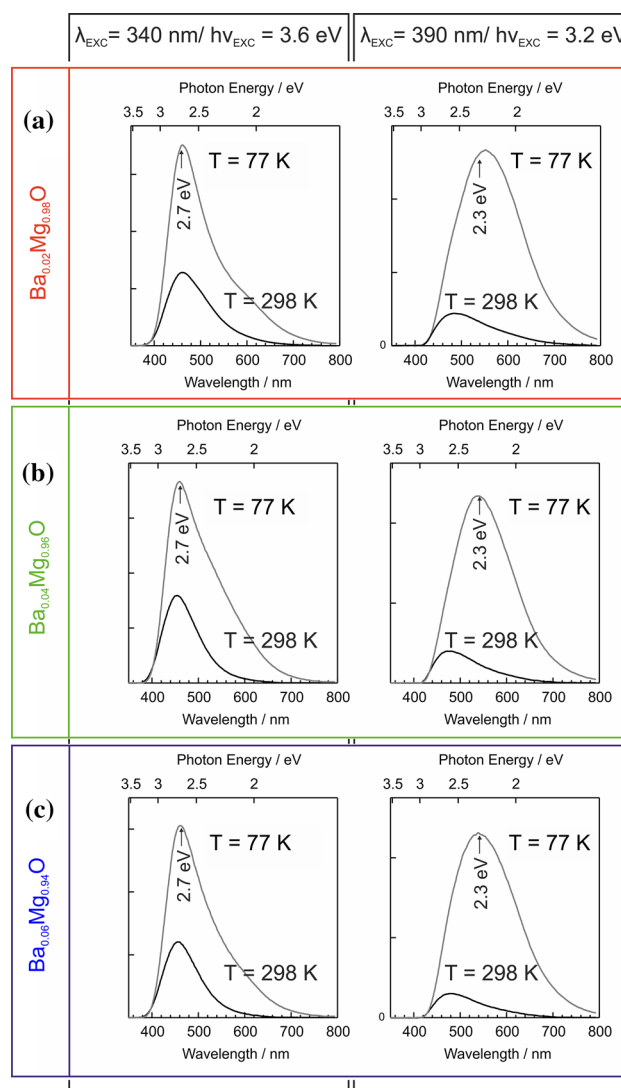 λEXC= 340 nm/ hνEXC = 3.6 eV
λEXC= 390 nm/ hνEXC = 3.2 eV
(a)
Ba0.02Mg0.98O
Photon Energy / eV
3.5 3 2.5 2
T = 77 K
2.7 eV
T = 298 K
400 500 600 700 800
Wavelength / nm
Photon Energy / eV
3.5 3 2.5 2
T = 77 K
2.3 eV
T = 298 K
0
400 500 600 700 800
Wavelength / nm
(b)
Ba0.04Mg0.96O
Photon Energy / eV
3.5 3 2.5 2
T = 77 K
2.7 eV
T = 298 K
400 500 600 700 800
Wavelength / nm
Photon Energy / eV
3.5 3 2.5 2
T = 77 K
2.3 eV
T = 298 K
400 500 600 700 800
Wavelength / nm
(c)
Ba0.06Mg0.94O
Photon Energy / eV
3.5 3 2.5 2
T = 77 K
2.7 eV
T = 298 K
400 500 600 700 800
Wavelength / nm
Photon Energy / eV
3.5 3 2.5 2
T = 77 K
2.3 eV
T = 298 K
0
400 500 600 700 800
Wavelength / nm